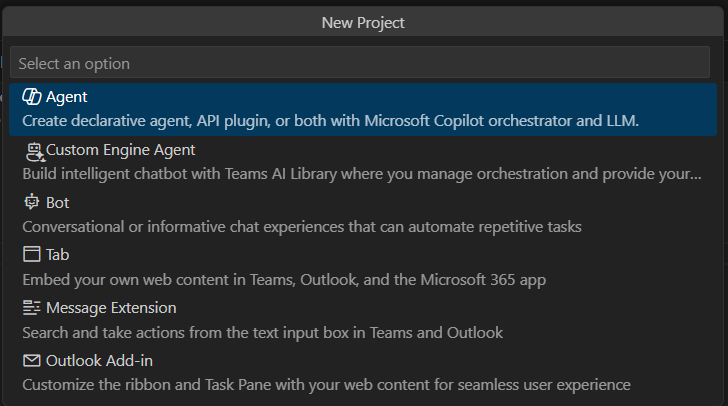 New Project
Select an option
Agent
Create declarative agent, API plugin, or both with Microsoft Copilot orchestrator and LLM.
Custom Engine Agent
Build intelligent chatbot with Teams AI Library where you manage orchestration and provide your...
Bot
Conversational or informative chat experiences that can automate repetitive tasks
Tab
Embed your own web content in Teams, Outlook, and the Microsoft 365 app
Message Extension
Search and take actions from the text input box in Teams and Outlook
Outlook Add-in
Customize the ribbon and Task Pane with your web content for seamless user experience